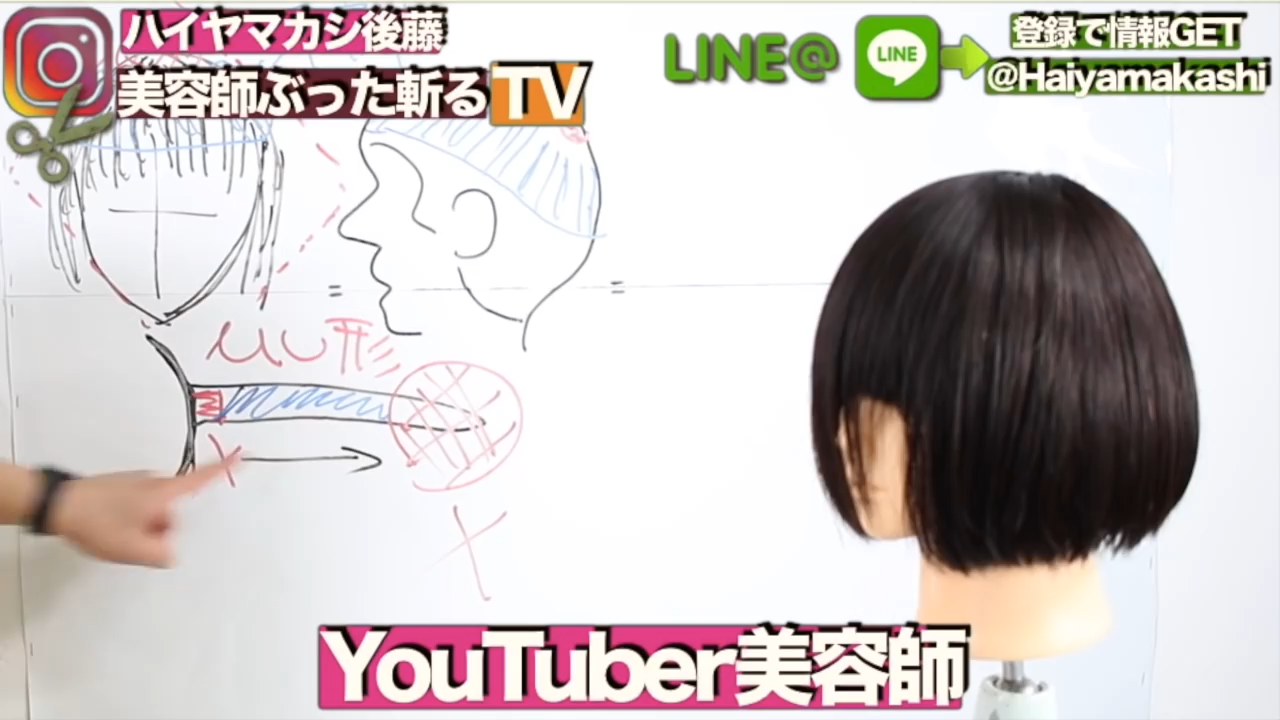 ハイヤマカシ後藤
美容師ぶった斬るTV
LINE@
LINE
登録で情報GET
@Haiyamakashi
YouTuber美容師